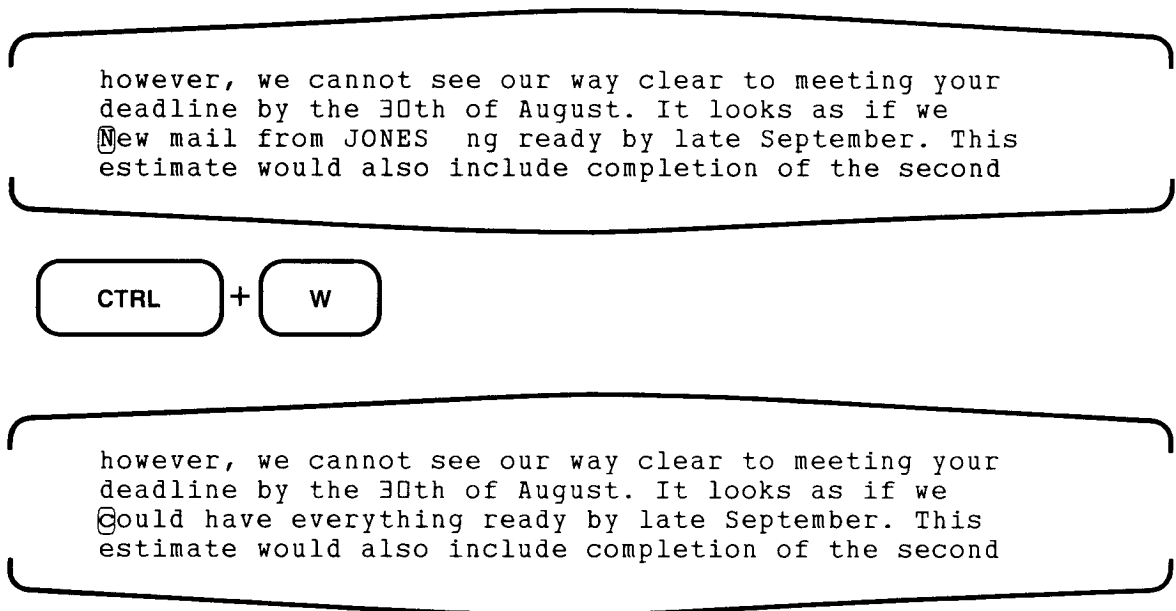 however, we cannot see our way clear to meeting your
deadline by the 30th of August. It looks as if we
New mail from JONES  ng ready by late September. This
estimate would also include completion of the second
CTRL + W
however, we cannot see our way clear to meeting your
deadline by the 30th of August. It looks as if we
could have everything ready by late September. This
estimate would also include completion of the second